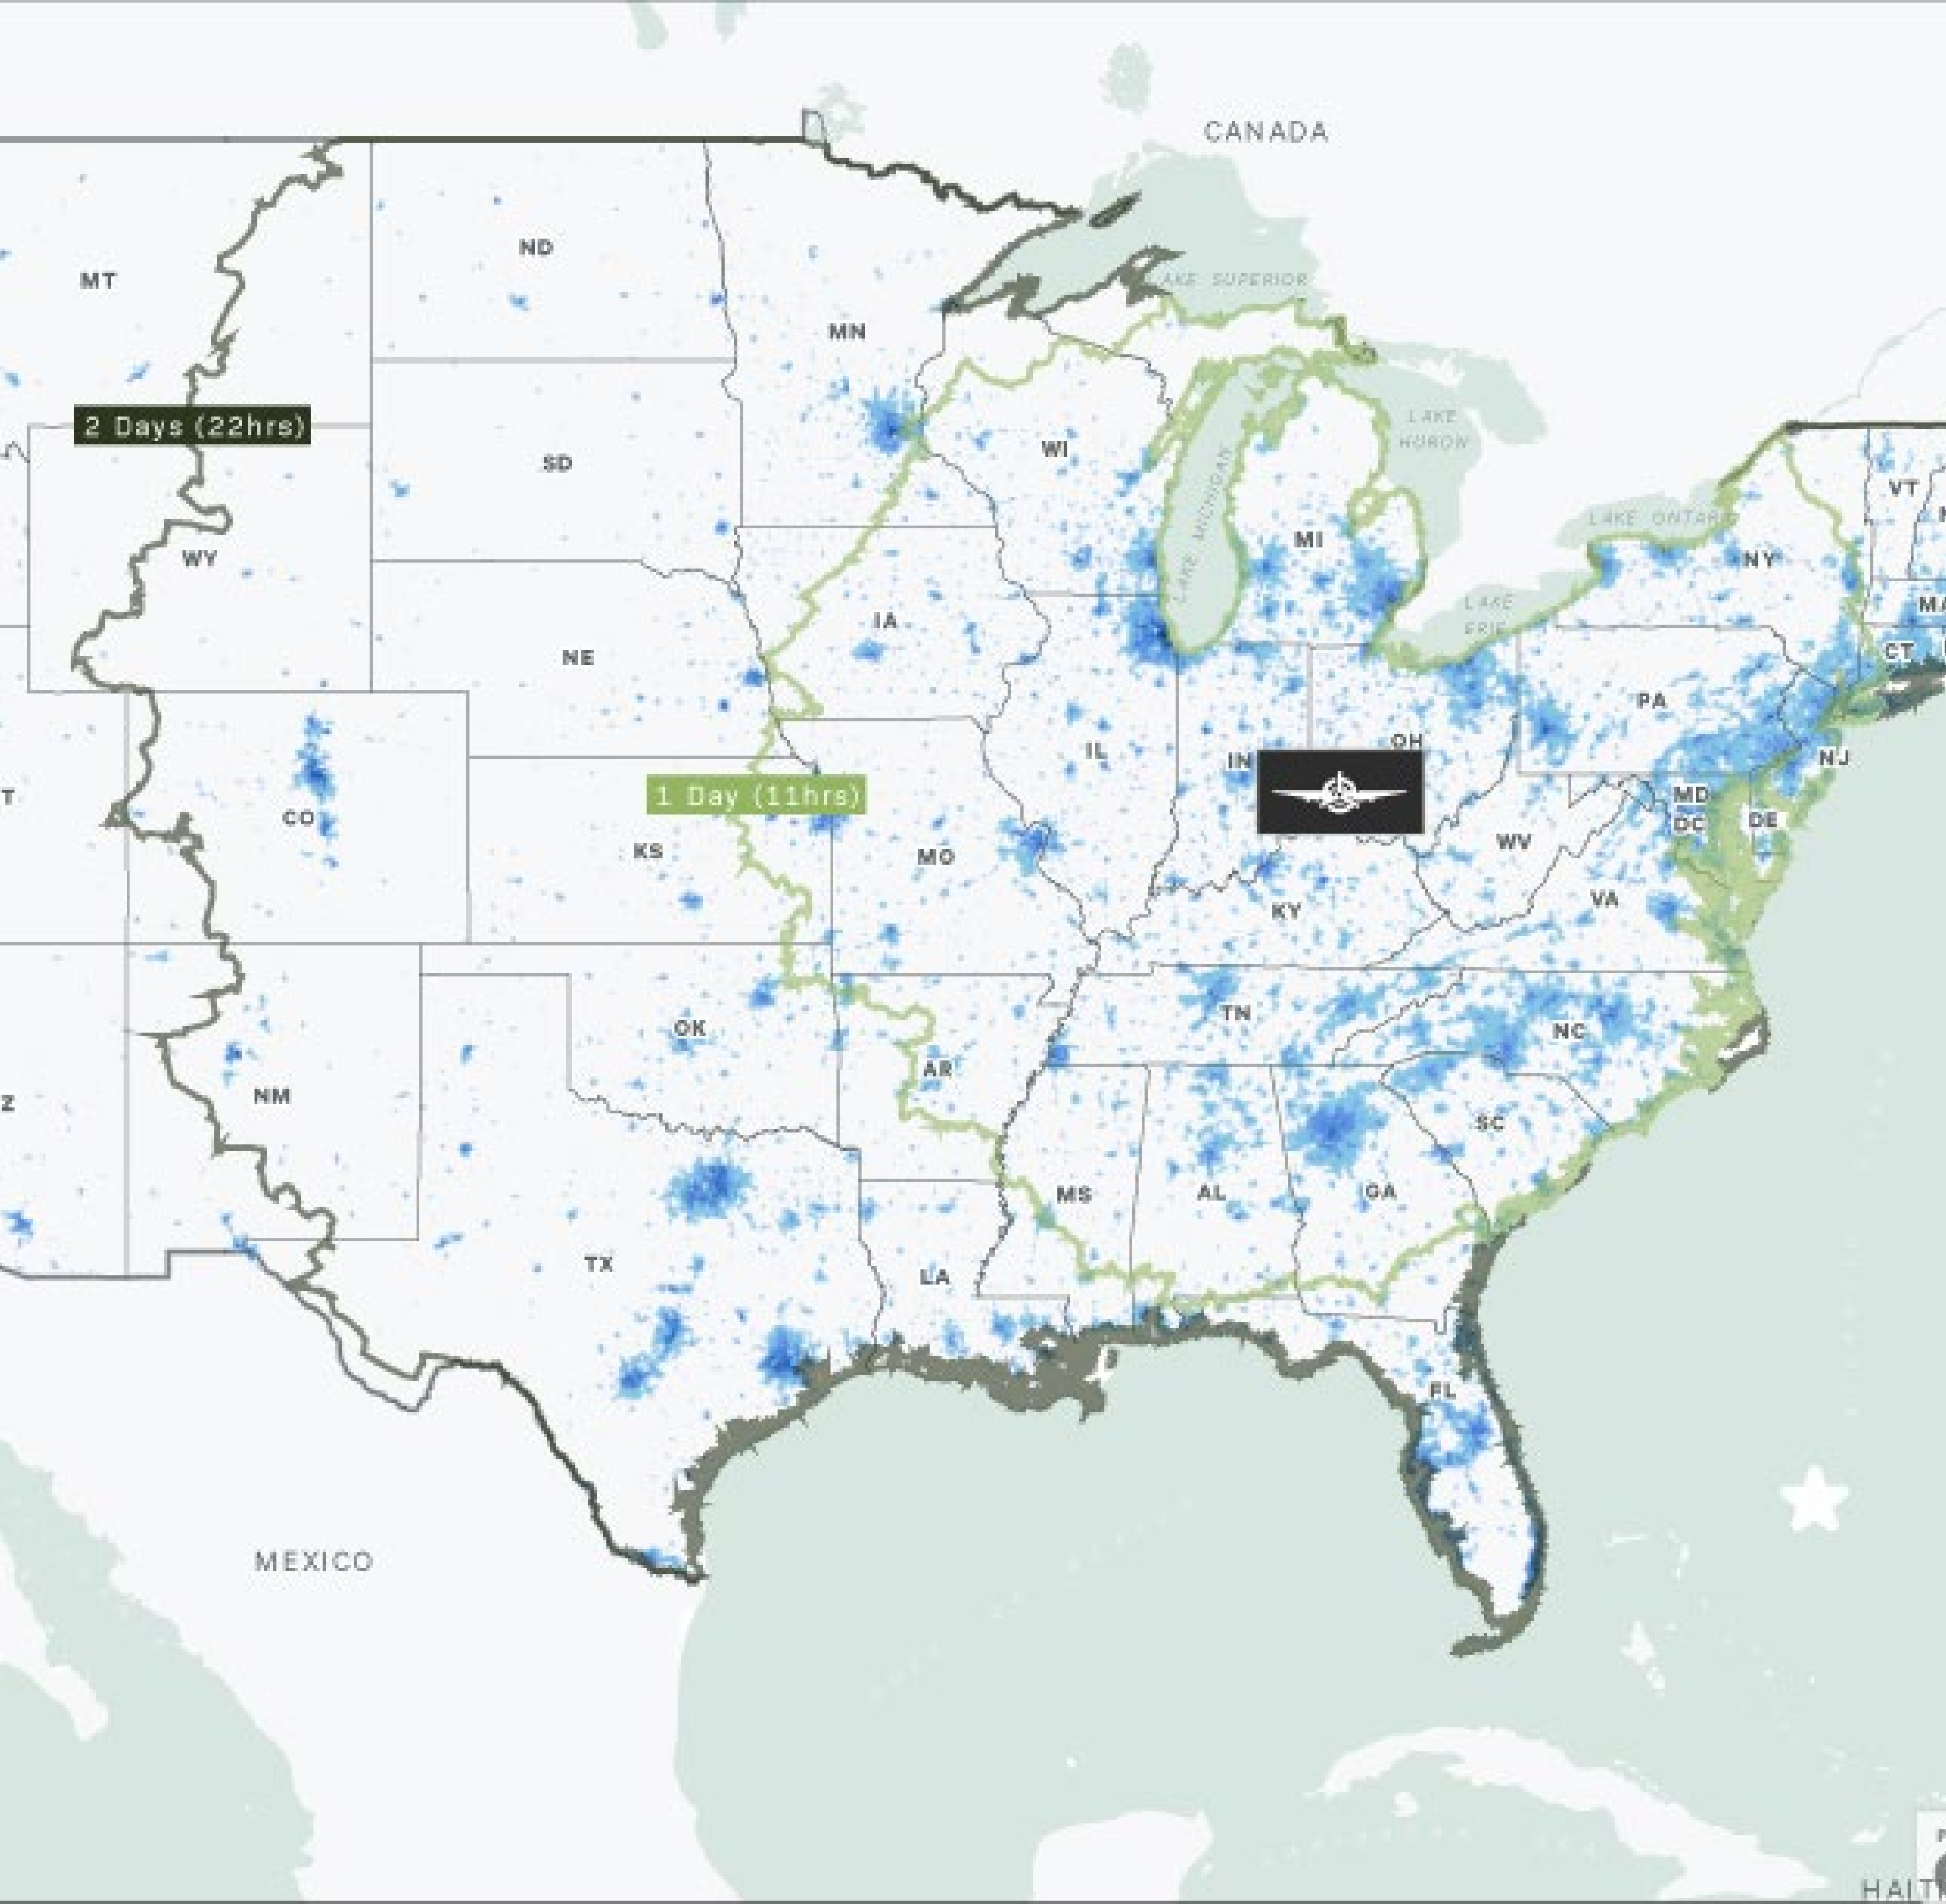 CANADA
ND
MT
LAKE SUPERIOR
MN
2 Days (22hrs)
LAKE
HURON
WI
SD
LAKE MICHIGAN
VT
LAKE ONTARIO
MI
WY
NY
LAKE
ERIE
MA
IA
CT
NE
PA
OH
IL
IN
NJ
1 Day (11hrs)
MD
DC
DE
CO
WV
KS
MO
VA
KY
TN
OK
NC
AR
NM
SC
MS
AL
GA
TX
LA
FL
MEXICO